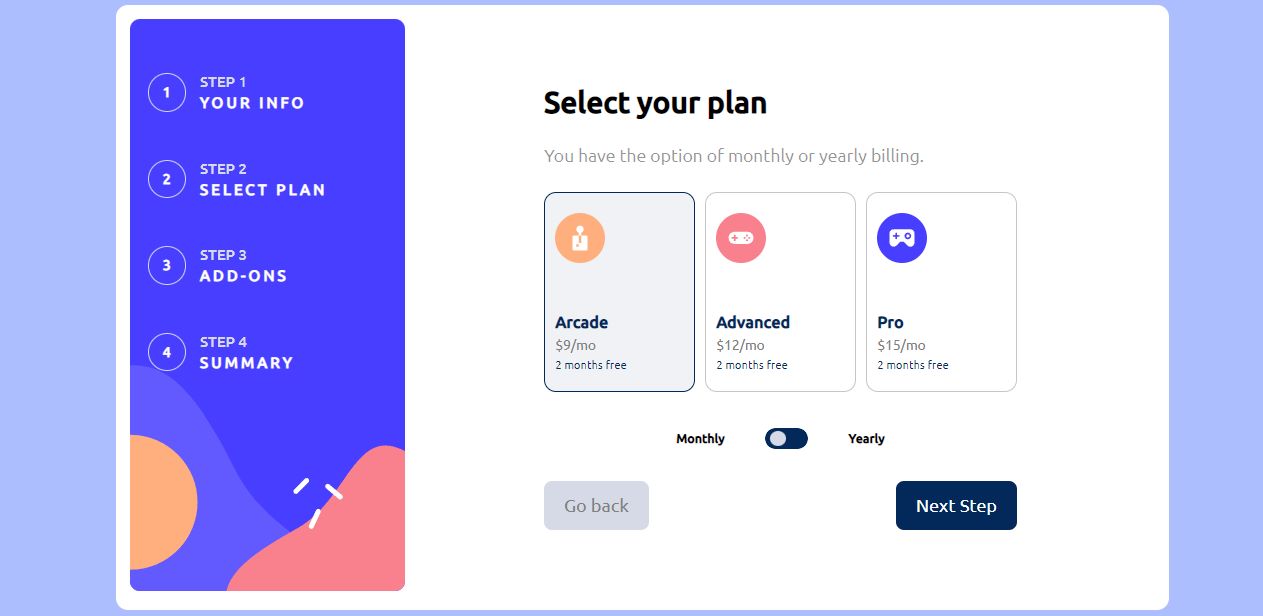 1
STEP 1
YOUR INFO
2
STEP 2
SELECT PLAN
3
STEP 3
ADD-ONS
4
STEP 4
SUMMARY
Select your plan
You have the option of monthly or yearly billing.
Arcade
$9/mo
2 months free
Advanced
$12/mo
2 months free
Pro
$15/mo
2 months free
Monthly
Yearly
Go back
Next Step